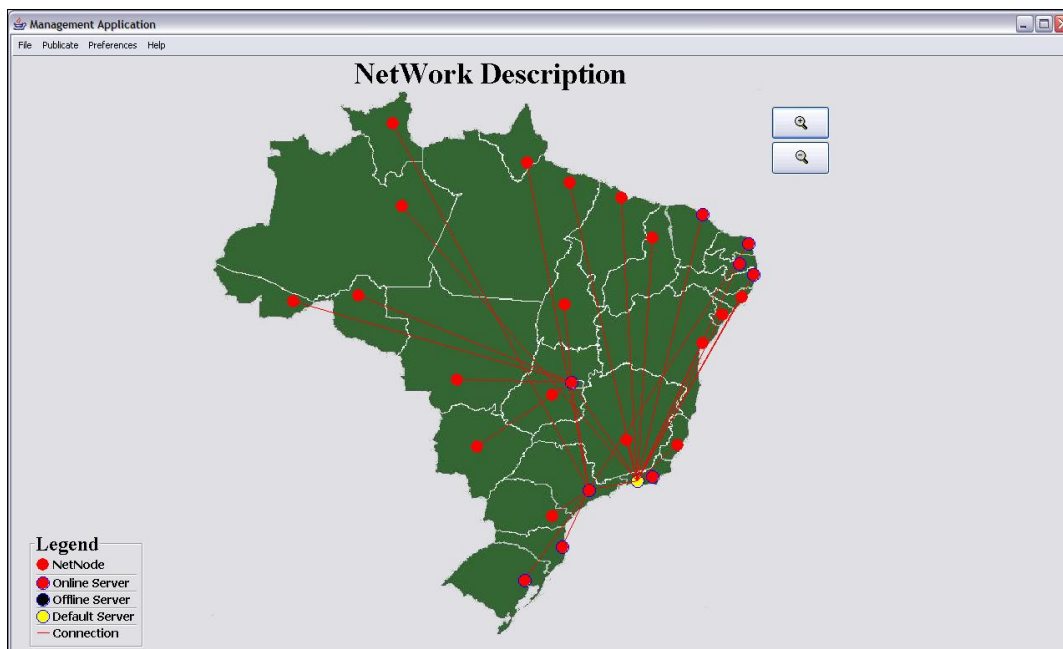 Management Application
File Publicate Preferences Help
NetWork Description
Legend
NetNode
Online Server
Offline Server
Default Server
Connection